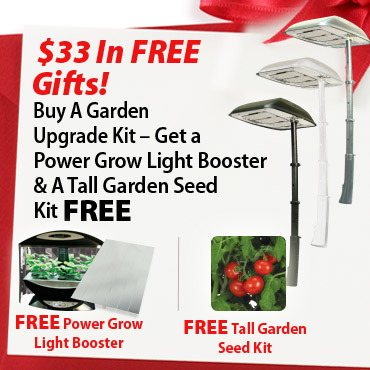 $33 In FREE
Gifts!
Buy A Garden
Upgrade Kit – Get a
Power Grow Light Booster
& A Tall Garden Seed
Kit FREE
FREE Power Grow
Light Booster
FREE Tall Garden
Seed Kit